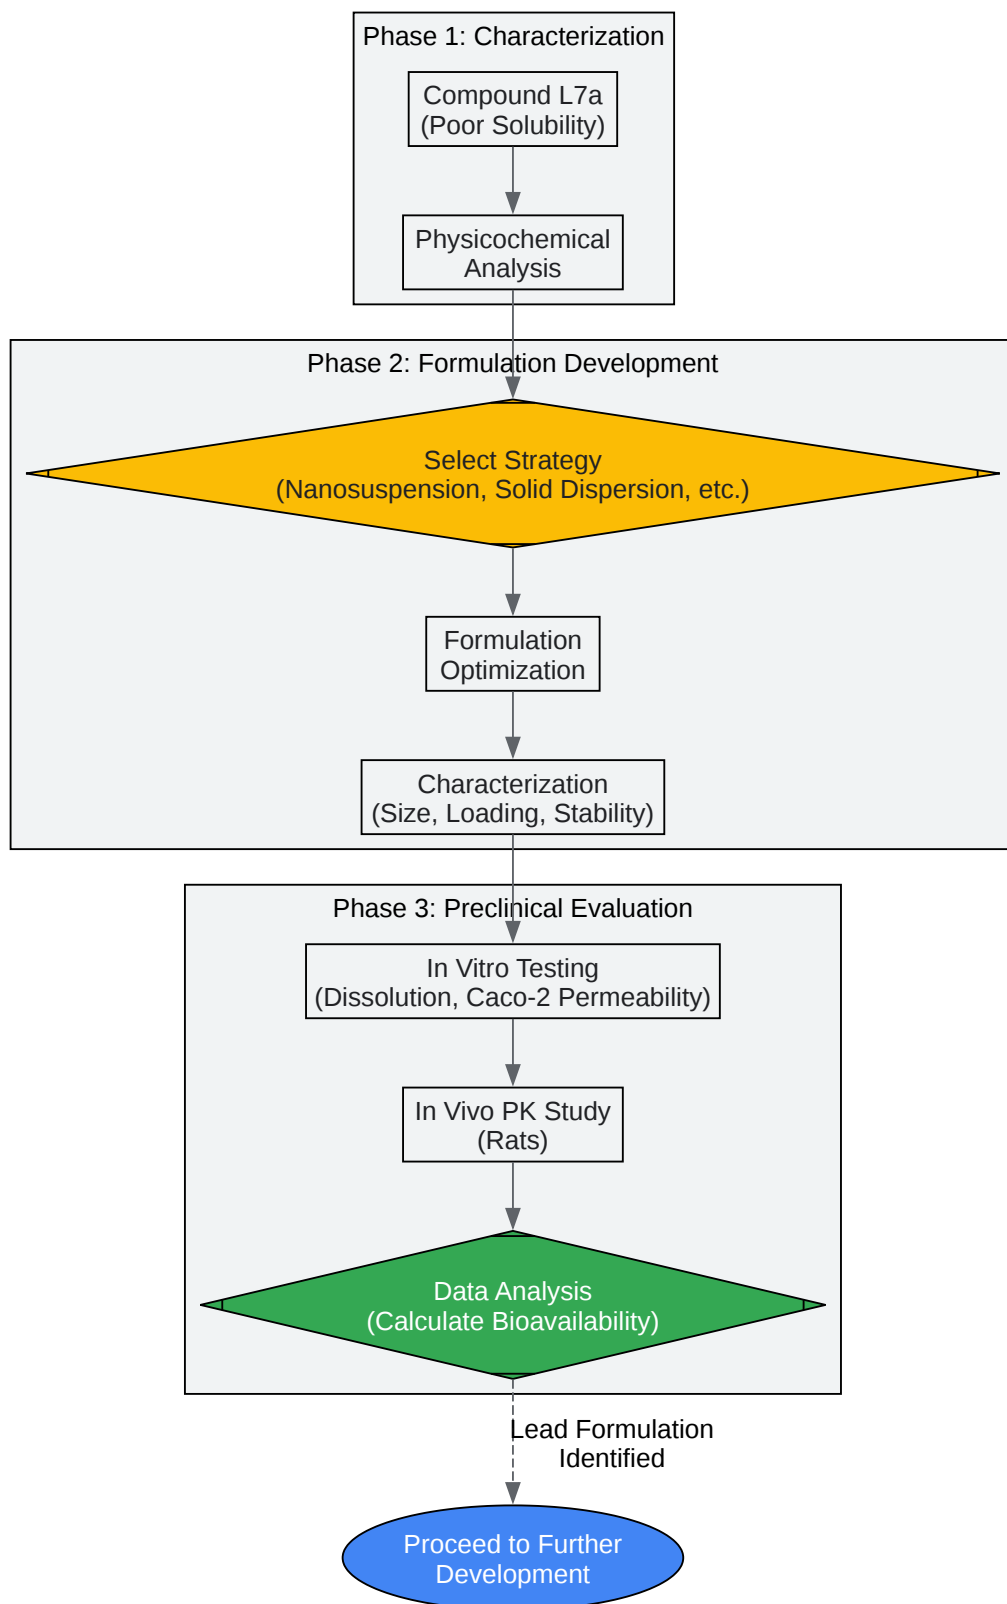 Phase 1: Characterization
Compound L7a
(Poor Solubility)
Physicochemical
Analysis
Phase 2: Formulation Development
Select Strategy
(Nanosuspension, Solid Dispersion, etc.)
Formulation
Optimization
Characterization
(Size, Loading, Stability)
Phase 3: Preclinical Evaluation
In Vitro Testing
(Dissolution, Caco-2 Permeability)
In Vivo PK Study
(Rats)
Data Analysis
(Calculate Bioavailability)
Lead Formulation
Identified
Proceed to Further
Development